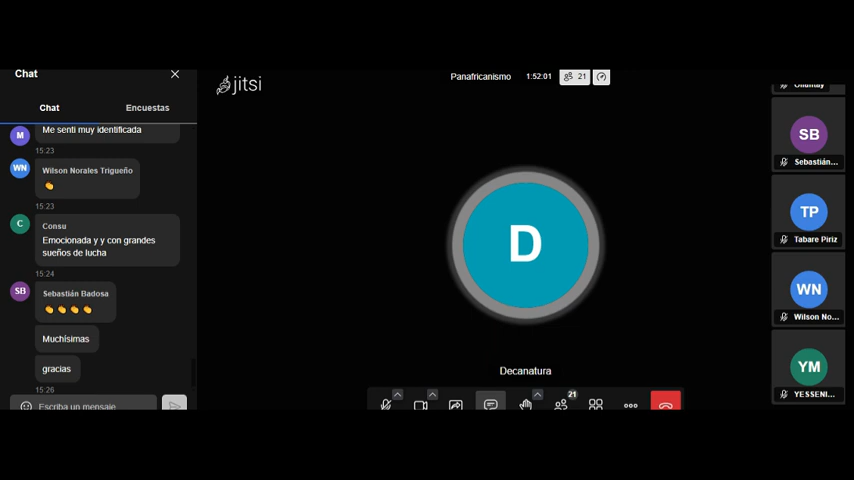 Chat
jitsi
Panafricanismo
1:52:01
21
Chat
Encuestas
M
Me senti muy identificada
15:23
WN
Wilson Norales Trigueño
15:23
C
Consu
Emocionada y y con grandes
sueños de lucha
15:24
SB
Sebastián Badosa
Muchísimas
gracias
15:26
Escriba un mensaje
D
Decanatura
21
SB
Sebastián...
TP
Tabare Piriz
WN
Wilson No...
YM
YESSENI...